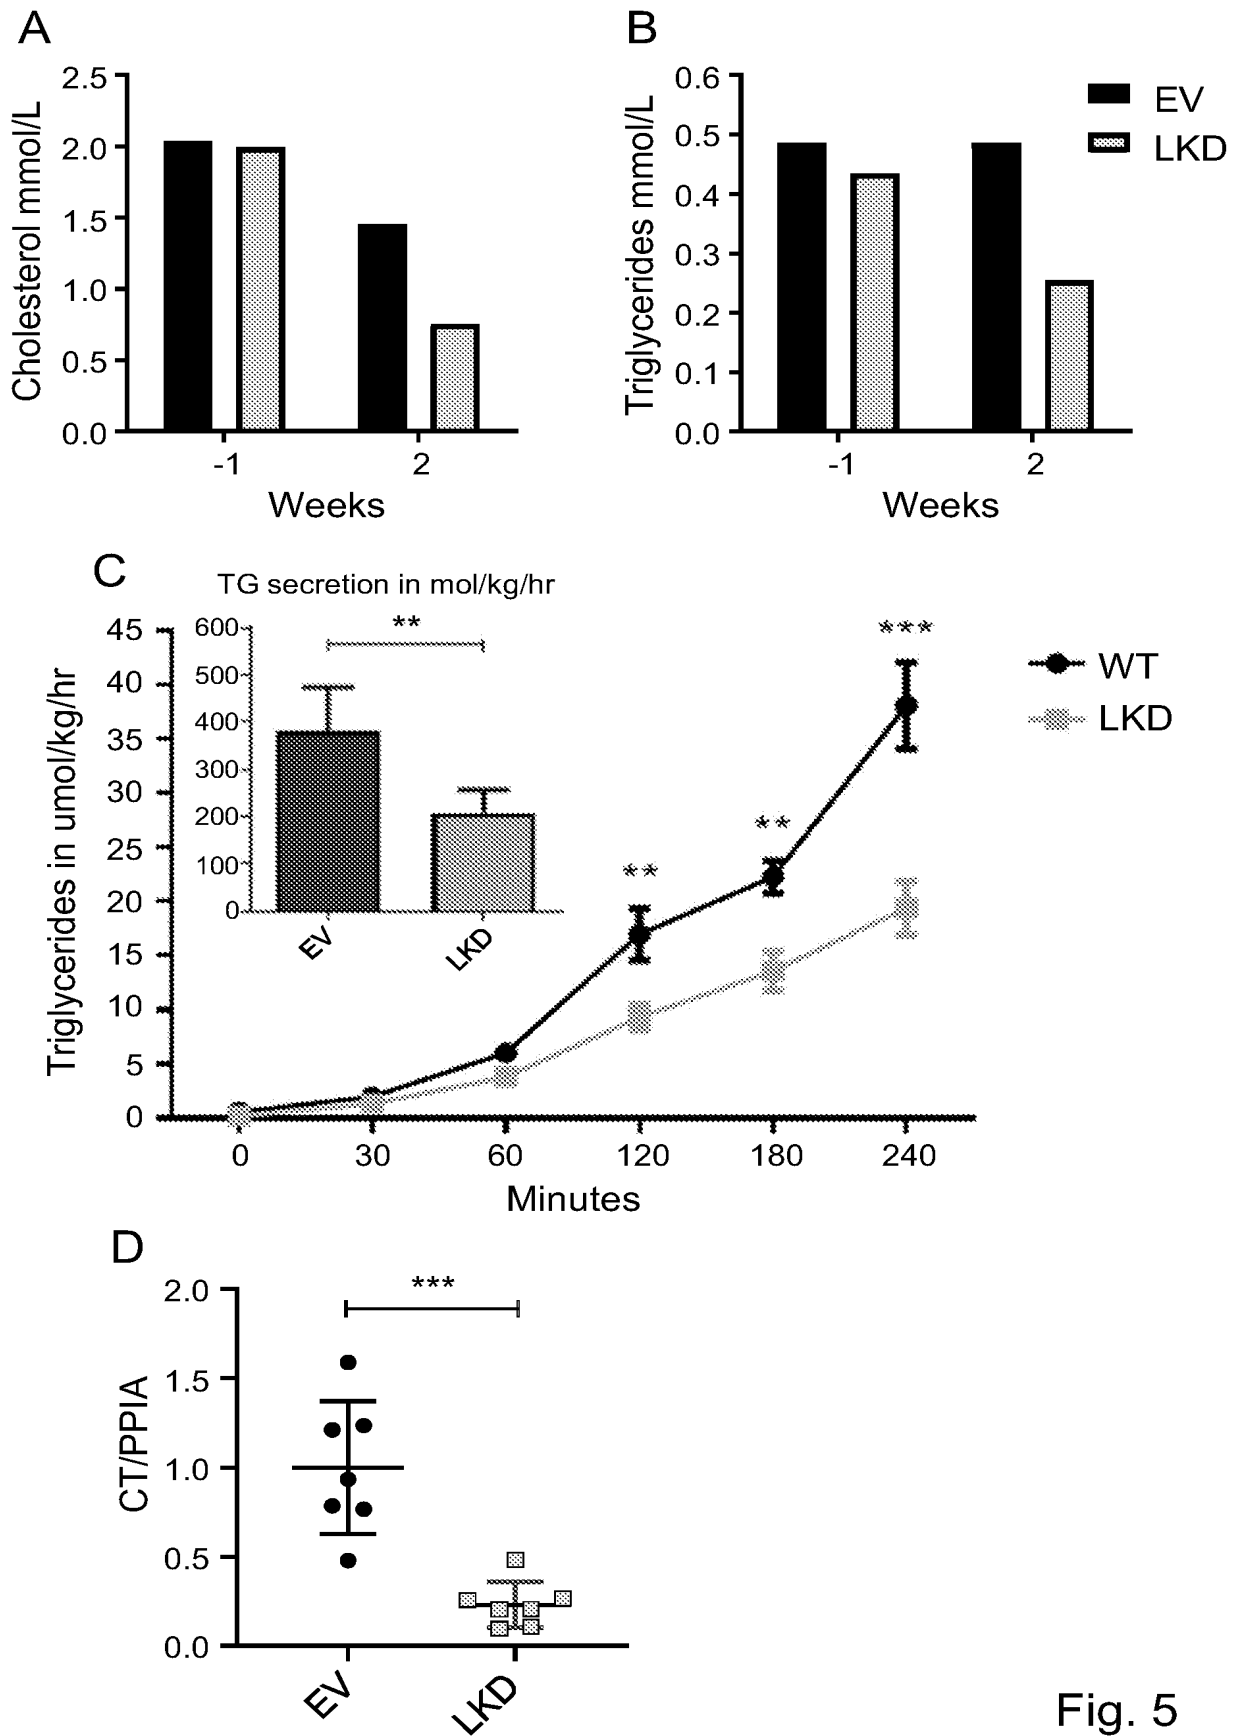 A
2.5
2.0
1.5
1.0
0.5
0.0
Cholesterol mmol/L
-1
2
Weeks
B
0.6
0.5
0.4
0.3
0.2
0.1
0.0
Triglycerides mmol/L
-1
2
Weeks
EV
LKD
C
TG secretion in mol/kg/hr
600
500
400
300
200
100
0
**
EV
LKD
45
40
35
30
25
20
15
10
5
0
Triglycerides in umol/kg/hr
**
**
***
0
30
60
120
180
240
Minutes
WT
LKD
D
2.0
1.5
1.0
0.5
0.0
CT/PPIA
***
EV
LKD
Fig. 5